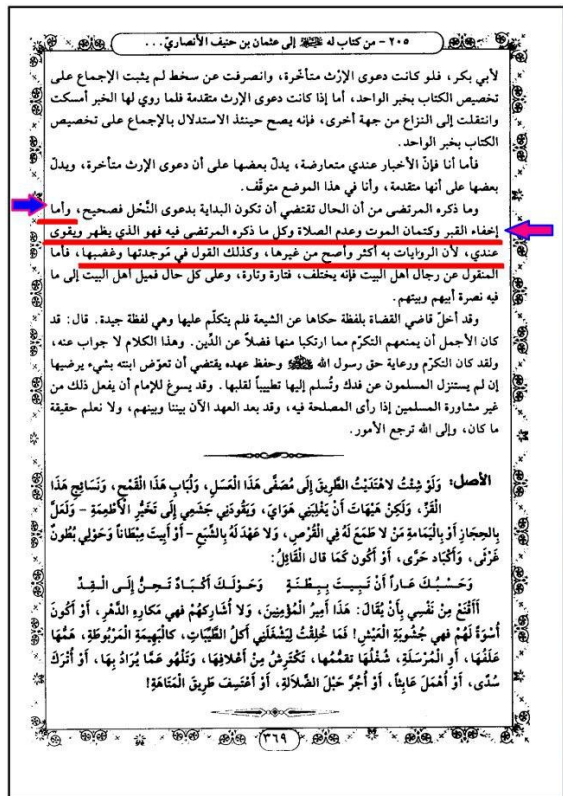 ٢٠٥ - من كتاب له ﷺ إلى عثمان بن حنيف الأنصاريّ...
لأبي بكر، فلو كانت دعوى الإرْث متأخّرة، وانصرفت عن سخط لم يثبت الإجماع على
تخصيص الكتاب بخبر الواحد، أما إذا كانت دعوى الإرث متقدمة فلما روي لها الخبر أمسكت
وانتقلت إلى النزاع من جهة أخرى، فإنه يصح حينئذ الاستدلال بالإجماع على تخصيص
الكتاب بخبر الواحد.
فأما أنا فإنّ الأخبار عندي متعارضة، يدلّ بعضها على أن دعوى الإرث متأخرة، ويدلّ
بعضها على أنها متقدمة، وأنا في هذا الموضع متوقّف.
وما ذكره المرتضى من أن الحال تقتضي أن تكون البداية بدعوى النَّحْل فصحيح، وأما
إخفاء القبر وكتمان الموت وعدم الصلاة وكل ما ذكره المرتضى فيه فهو الذي يظهر ويقوى
عندي، لأن الروايات به أكثر وأصح من غيرها، وكذلك القول في مَوجدتها وغضبها، فأما
المنقول عن رجال أهل البيت فإنه يختلف، فتارة وتارة، وعلى كل حال فميل أهل البيت إلى ما
فيه نصرة أبيهم وبيتهم.
وقد أخلّ قاضي القضاة بلفظة حكاها عن الشيعة فلم يتكلّم عليها وهي لفظة جيدة. قال: قد
كان الأجمل أن يمنعهم التكرّم مما ارتكبا منها فضلاً عن الدِّين. وهذا الكلام لا جواب عنه،
ولقد كان التكرّم ورعاية حق رسول الله ﷺ وحفظ عهده يقتضي أن تعوّض ابنته بشيء يرضيها
إن لم يستنزل المسلمون عن فدك وتُسلم إليها تطييباً لقلبها. وقد يسوغ للإمام أن يفعل ذلك من
غير مشاورة المسلمين إذا رأى المصلحة فيه، وقد بعد العهد الآن بيننا وبينهم، ولا نعلم حقيقة
ما كان، وإلى الله ترجع الأمور.
الأصل: وَلَوْ شِئْتُ لاهْتَدَيْتُ الطَّرِيقَ إِلَى مُصَفَّى هَذَا الْعَسَلِ، وَلُبَابِ هَذَا الْقَمْحِ، وَنَسَائِجِ هَذَا
الْقَزِّ، وَلَكِنْ هَيْهَاتَ أَنْ يَغْلِبَنِي هَوَايَ، وَيَقُودَنِي جَشَعِي إِلَى تَخَيُّرِ الْأَطْعِمَةِ - وَلَعَلَّ
بِالحِجَازِ أَوْ بِالْيَمَامَةِ مَنْ لا طَمَعَ لَهُ فِي الْقُرْصِ، وَلا عَهْدَ لَهُ بِالشِّبَعِ - أَوْ أَبِيتَ مِبْطَاناً وَحَوْلِي بُطُونٌ
غَرْثَى، وَأَكْبَادٌ حَرَّى، أَوْ أَكُونَ كَمَا قال الْقَائِلُ:
وَحَسْبُكَ عَاراً أَنْ تَبِيتَ بِبِطْنَةٍ وَحَوْلَكَ أَكْبَادٌ تَحِنُّ إِلَى الْقِدِّ
أَأَقْنَعُ مِنْ نَفْسِي بِأَنْ يُقَالَ: هَذَا أَمِيرُ الْمُؤْمِنِينَ، وَلا أُشَارِكهُمْ فهي مَكَارِهِ الدَّهْرِ، أَوْ أَكُونَ
أُسْوَةً لَهُمْ فهي جُشُوبَةِ الْعَيْشِ! فَمَا خُلِقْتُ لِيَشْغَلَنِي أَكلُ الطَّيِّبَاتِ، كالْبَهِيمَةِ الْمَرْبُوطَةِ، هَمُّهَا
عَلَفُهَا، أَوِ الْمُرْسَلَةِ، شُغْلُهَا تقمُّمُها، تَكْتَرِشُ مِنْ أَعْلافِهَا، وَتَلْهُو عَمَّا يُرَادُ بِهَا، أَوْ أُتْرَكَ
سُدًى، أَوْ أُهْمَلَ عَابِثاً، أَوْ أَجُرَّ حَبْلَ الضَّلاَلَةِ، أَوْ أَعْتَسِفَ طَرِيقَ الْمَتَاهَةِ!
٣٦٩